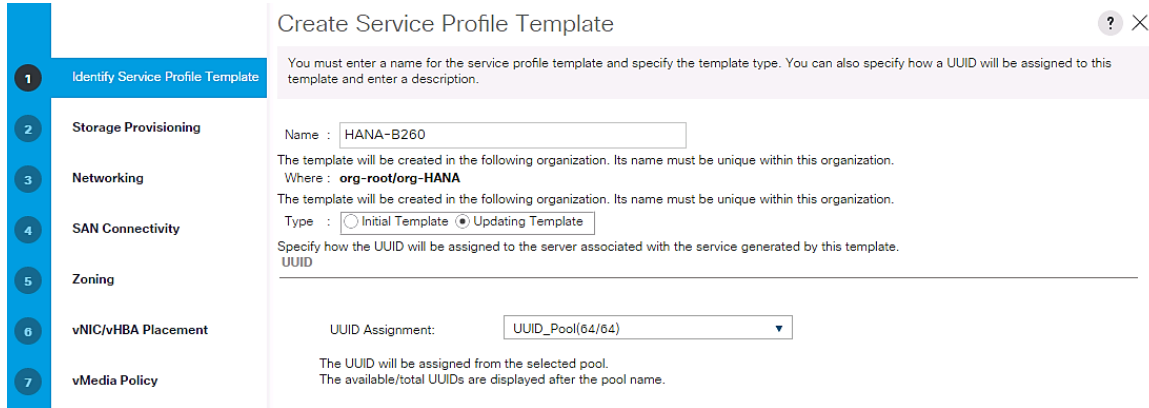 Create Service Profile Template
? ×
You must enter a name for the service profile template and specify the template type. You can also specify how a UUID will be assigned to this
template and enter a description.
1 Identify Service Profile Template
2 Storage Provisioning
3 Networking
4 SAN Connectivity
5 Zoning
6 vNIC/vHBA Placement
7 vMedia Policy
Name : HANA-B260
The template will be created in the following organization. Its name must be unique within this organization.
Where : org-root/org-HANA
The template will be created in the following organization. Its name must be unique within this organization.
Type : Initial Template Updating Template
Specify how the UUID will be assigned to the server associated with the service generated by this template.
UUID
UUID Assignment: UUID_Pool(64/64)
The UUID will be assigned from the selected pool.
The available/total UUIDs are displayed after the pool name.